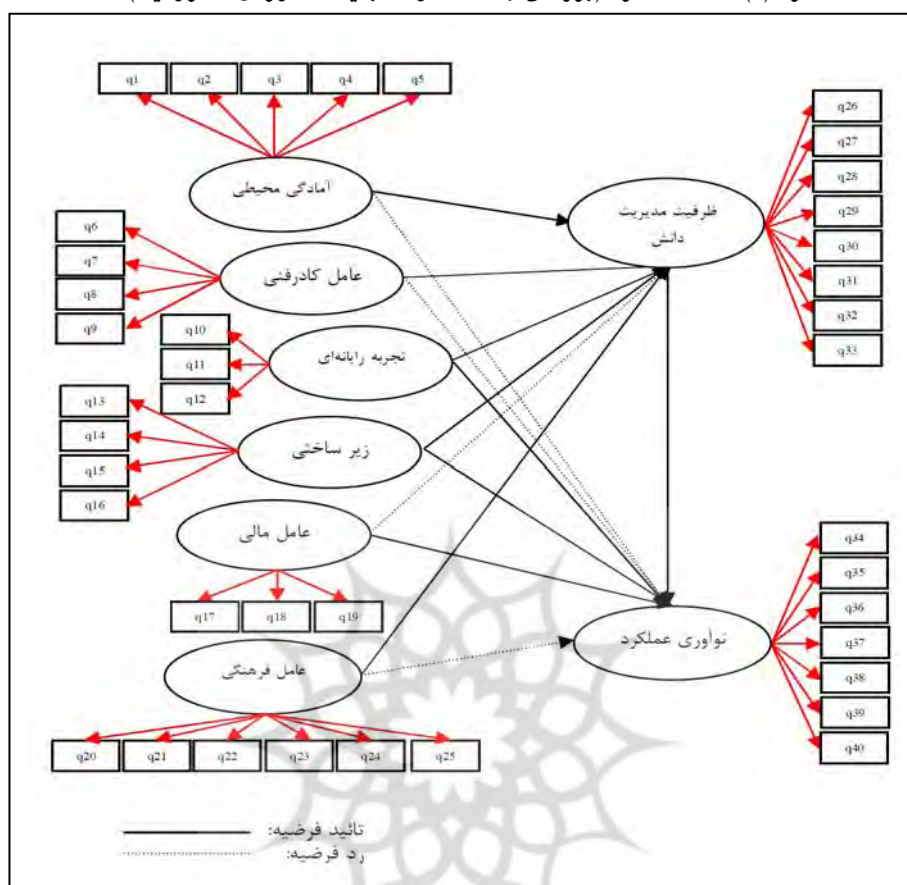 q1 q2 q3 q4 q5
آمادگی محیطی
q6
q7
q8
q9
عامل کادرفنی
q10
q11
q12
تجربه رایانه‌ای
q13
q14
q15
q16
زیر ساختی
عامل مالی
q17 q18 q19
عامل فرهنگی
q20 q21 q22 q23 q24 q25
ظرفیت مدیریت
دانش
q26
q27
q28
q29
q30
q31
q32
q33
نوآوری عملکرد
q34
q35
q36
q37
q38
q39
q40
تائید فرضیه:
رد فرضیه: